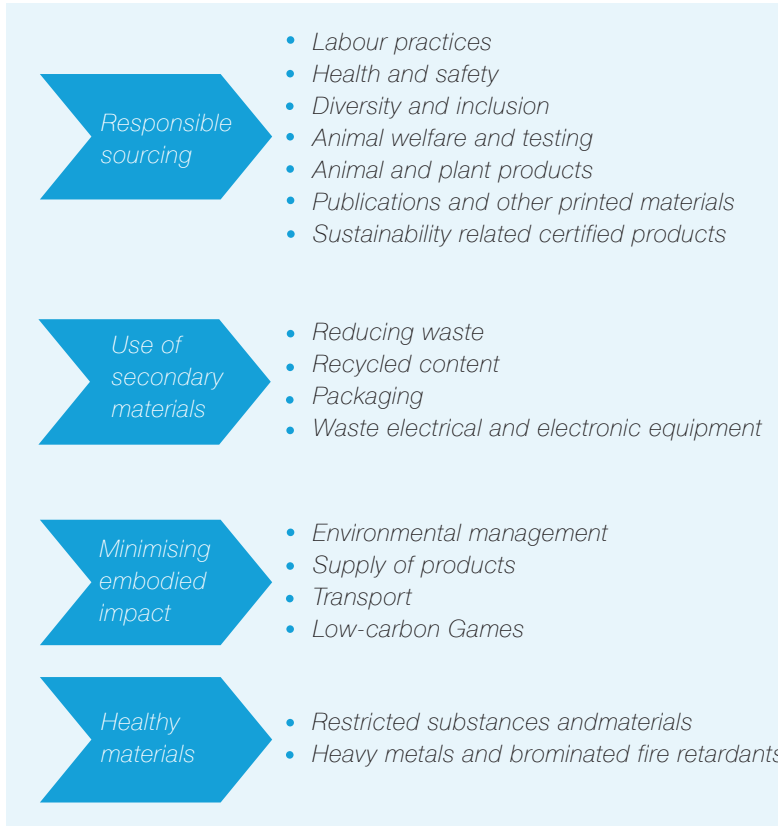 Responsible
sourcing
• Labour practices
• Health and safety
• Diversity and inclusion
• Animal welfare and testing
• Animal and plant products
• Publications and other printed materials
• Sustainability related certified products
Use of
secondary
materials
• Reducing waste
• Recycled content
• Packaging
• Waste electrical and electronic equipment
Minimising
embodied
impact
• Environmental management
• Supply of products
• Transport
• Low-carbon Games
Healthy
materials
• Restricted substances andmaterials
• Heavy metals and brominated fire retardants